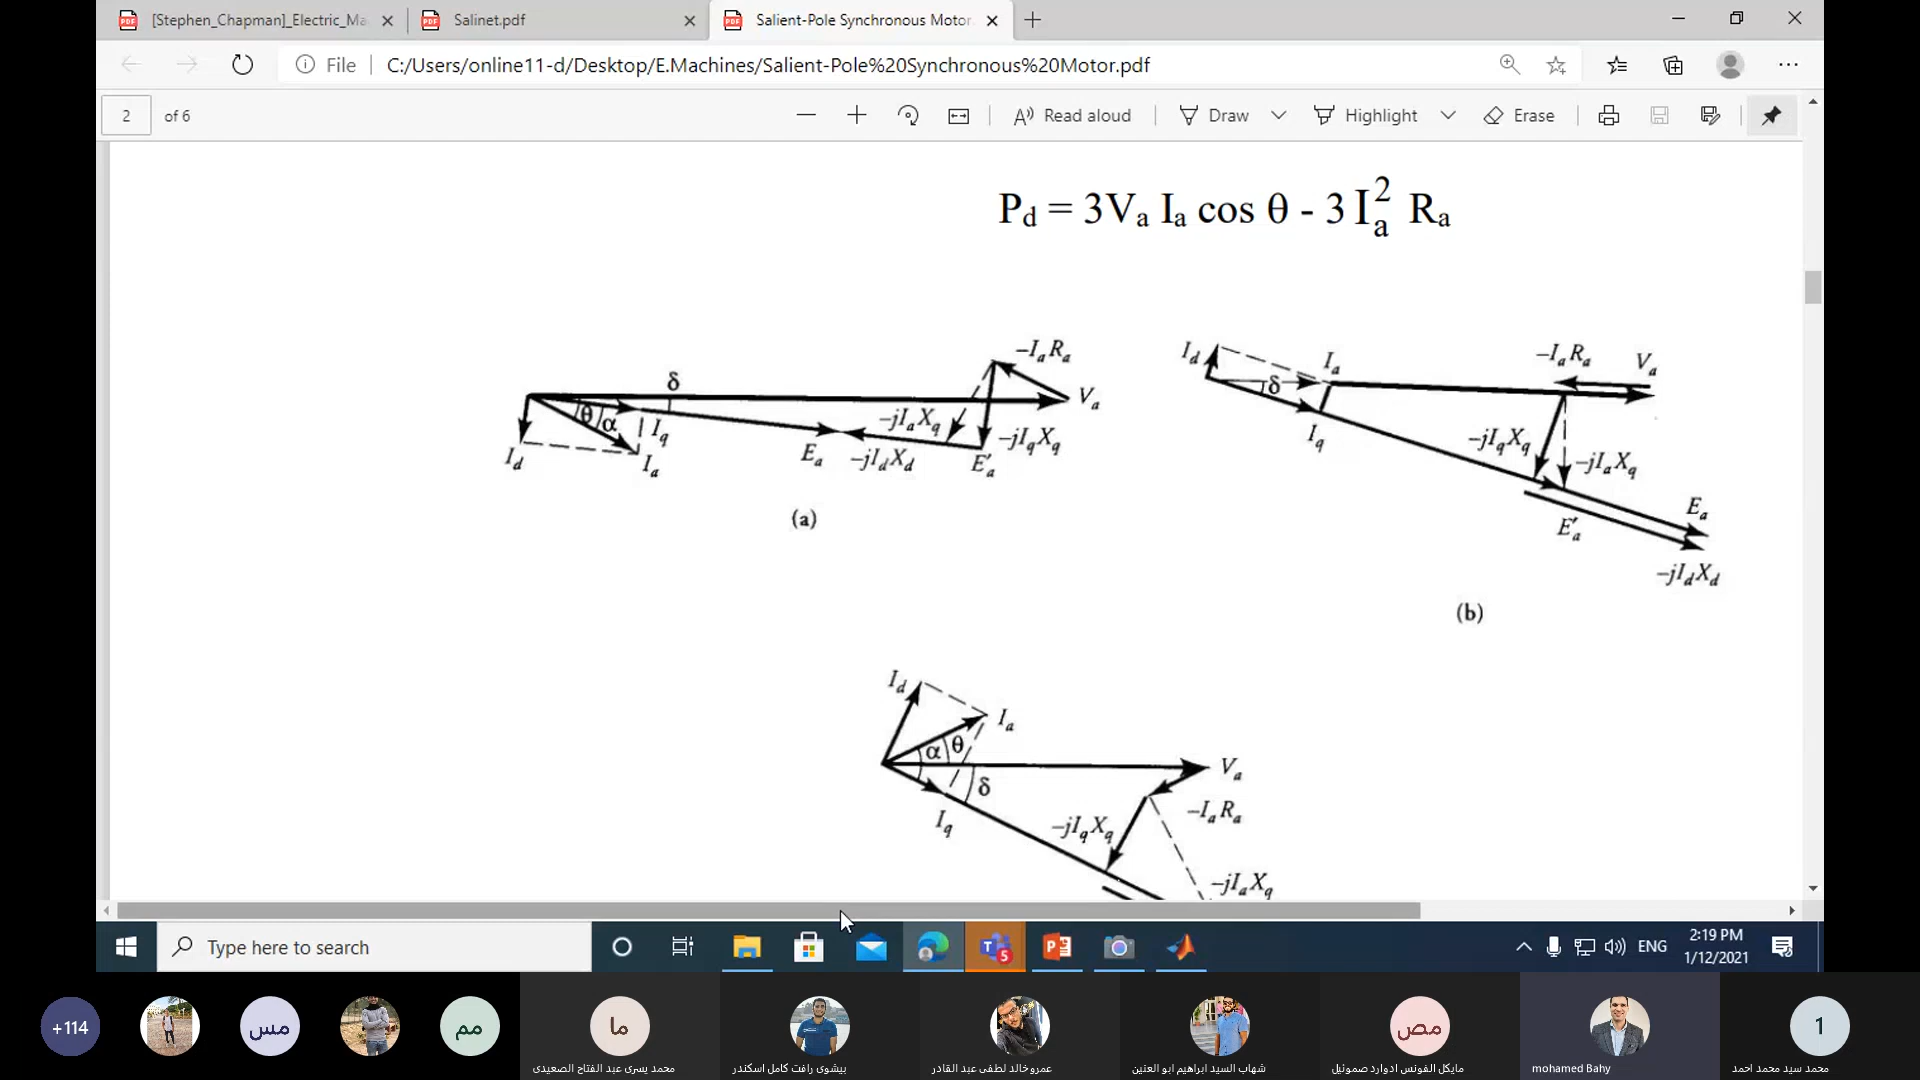 [Stephen_Chapman]_Electric_Ma
Salinet.pdf
Salient-Pole Synchronous Motor
File
C:/Users/online11-d/Desktop/E.Machines/Salient-Pole%20Synchronous%20Motor.pdf
2 of 6
Read aloud
Draw
Highlight
Erase
Pd = 3Va Ia cos θ - 3 Ia² Ra
δ
-IaRa
Va
θ
α
Iq
Id
Ia
Ea
-jIaXq
-jIdXd
-jIqXq
E'a
(a)
Id
Ia
δ
Iq
-IaRa
Va
-jIqXq
-jIaXq
Ea
E'a
-jIdXd
(b)
Id
Ia
α
θ
δ
Va
Iq
-IaRa
-jIqXq
-jIaXq
Type here to search
5
ENG
2:19 PM
1/12/2021
+114
مس
مم
ما
مص
1
محمد يسرى عبد الفتاح الصعيدى
بيشوى رافت كامل اسكندر
عمروخالد لطفى عبد القادر
شهاب السيد ابراهيم ابو العنين
مايكل الفونس ادوارد صموئيل
mohamed Bahy
محمد سيد محمد احمد